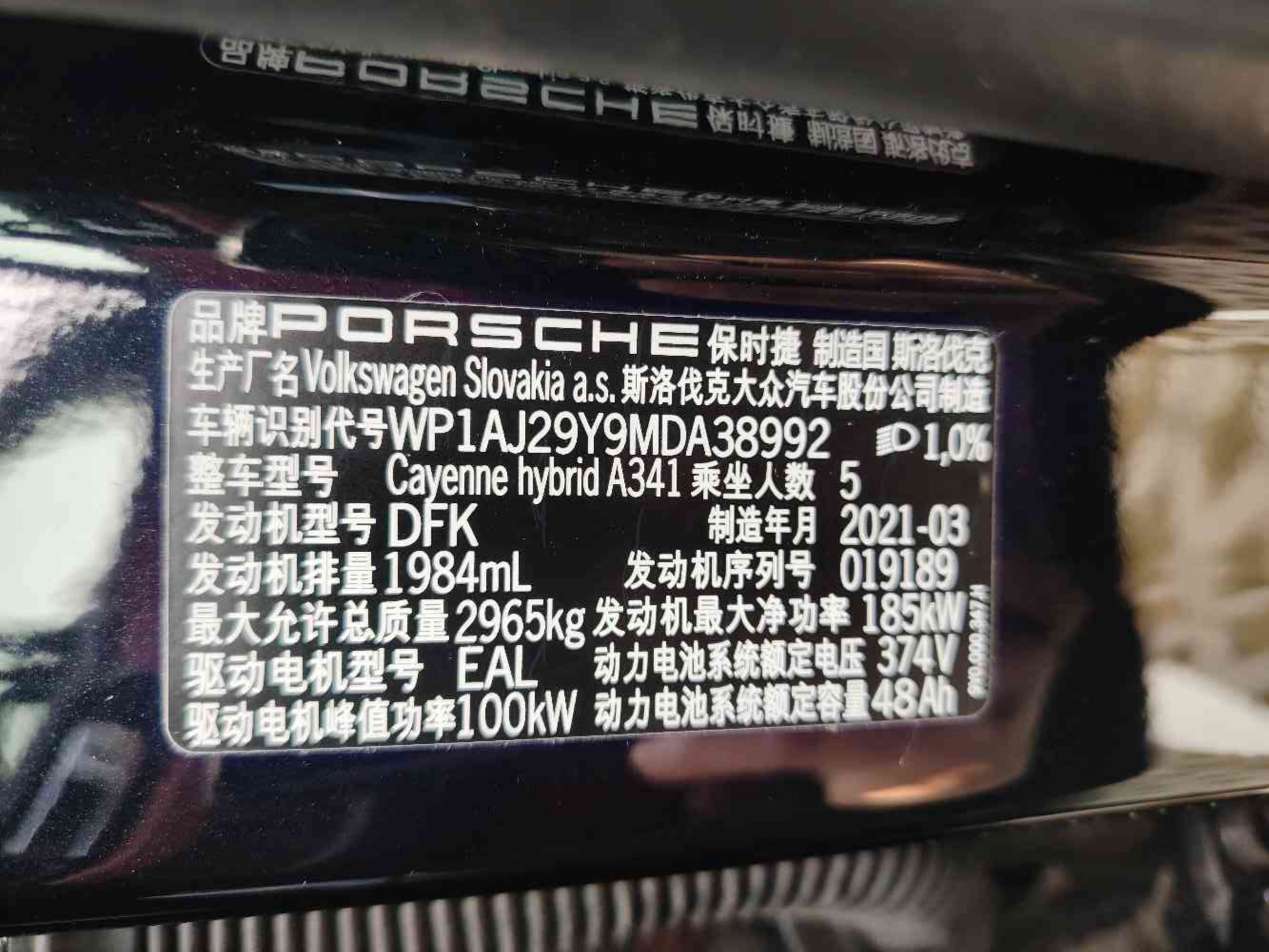 品牌PORSCHE保时捷 制造国 斯洛伐克
生产厂名Volkswagen Slovakia a.s.斯洛伐克大众汽车股份公司制造
车辆识别代号WP1AJ29Y9MDA38992 1,0%
整车型号 Cayenne hybrid A341 乘坐人数 5
发动机型号DFK 制造年月 2021-03
发动机排量1984mL 发动机序列号 019189
最大允许总质量2965kg 发动机最大净功率 185kW
驱动电机型号 EAL 动力电池系统额定电压 374V
驱动电机峰值功率100kW 动力电池系统额定容量48Ah